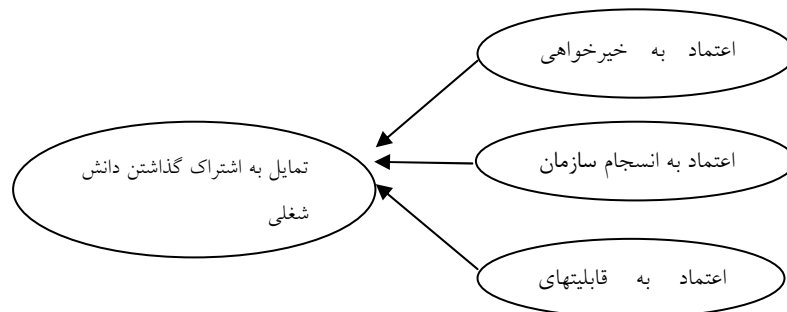 اعتماد به خیرخواهی
اعتماد به انسجام سازمان
تمایل به اشتراک گذاشتن دانش
شغلی
اعتماد به قابلیتهای